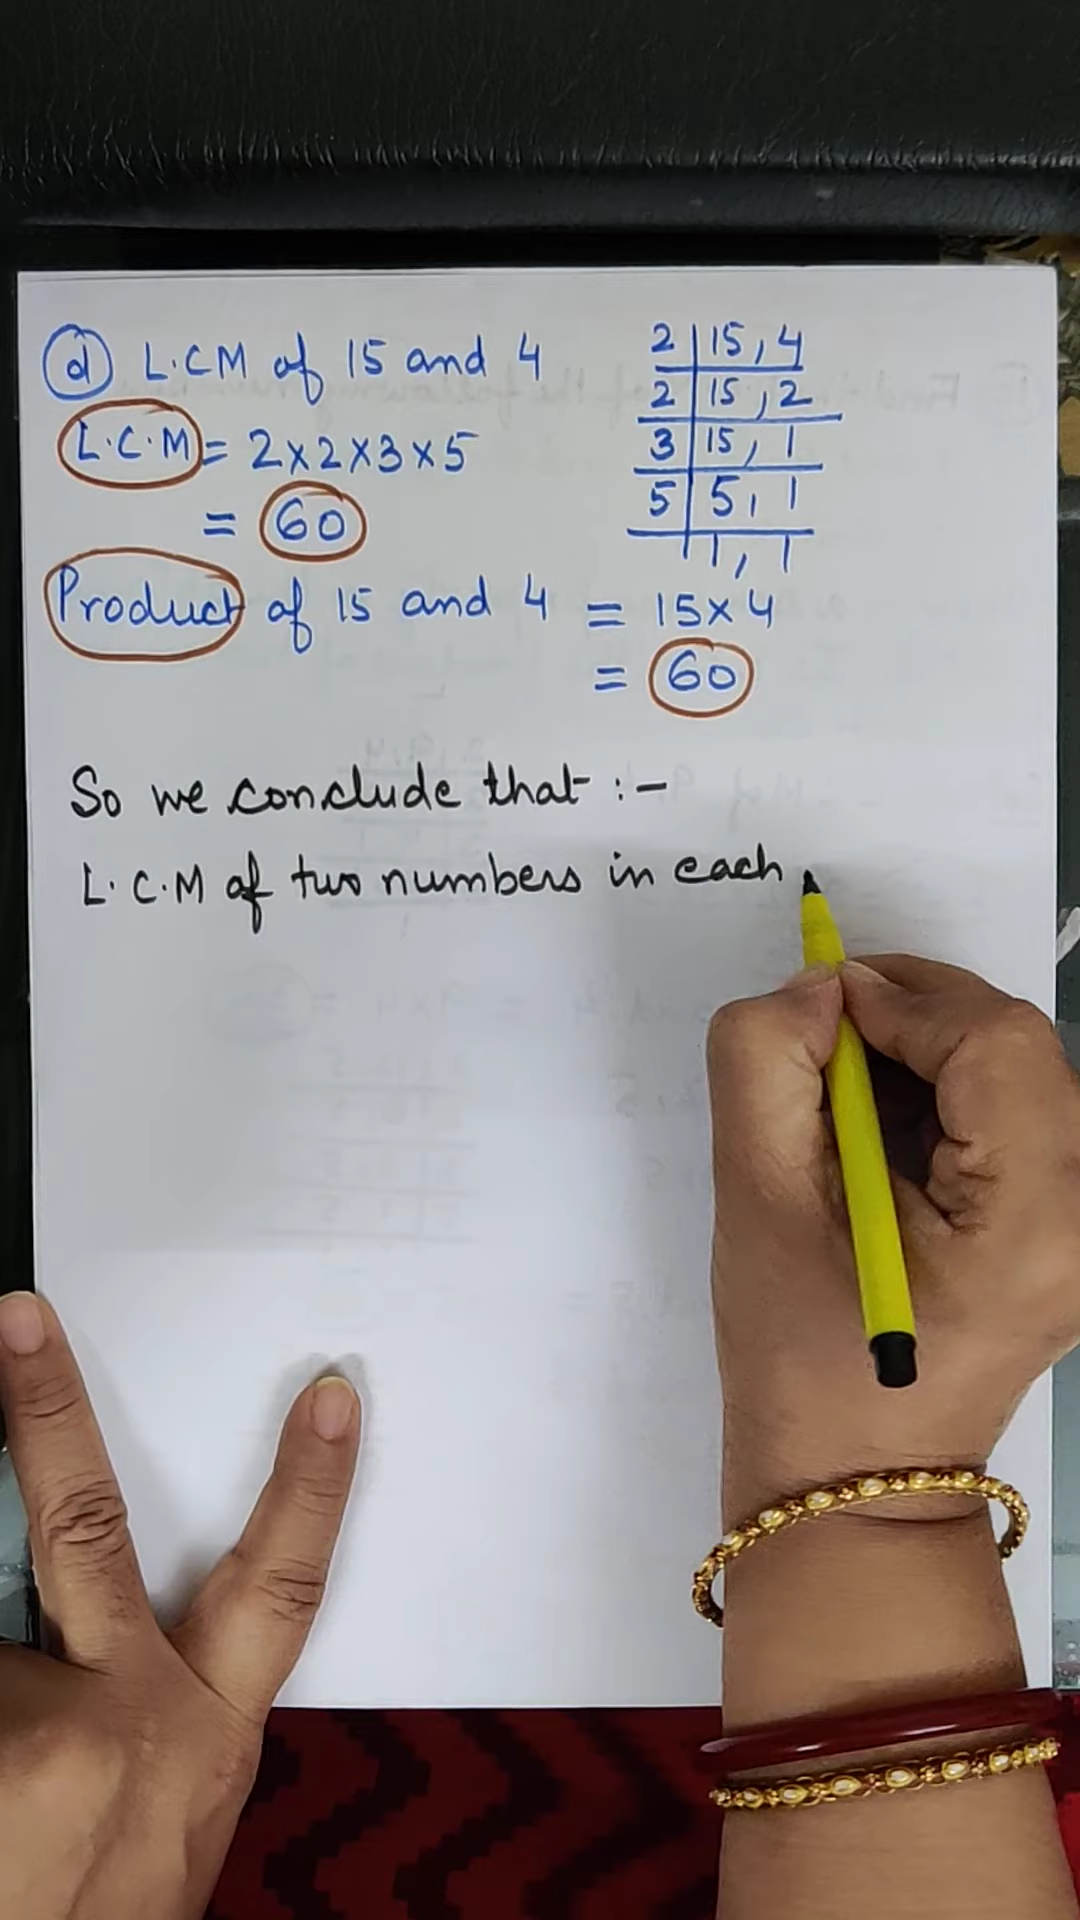 (d) L.C.M of 15 and 4
L.C.M = 2×2×3×5
= 60
2 | 15, 4
2 | 15, 2
3 | 15, 1
5 | 5, 1
| 1, 1
Product of 15 and 4 = 15×4
= 60
So we conclude that :-
L.C.M of two numbers in each